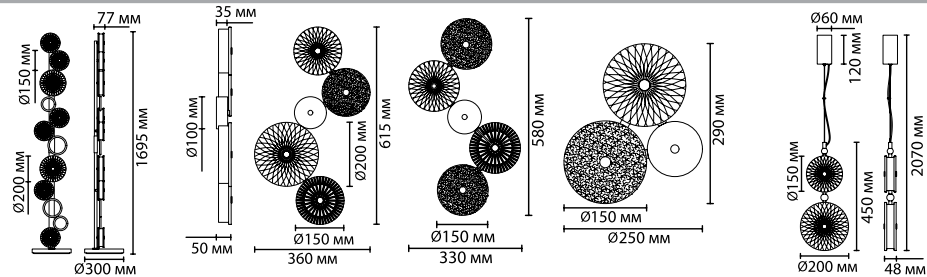 77 мм
Ø150 мм
Ø200 мм
1695 мм
Ø300 мм
35 мм
Ø100 мм
50 мм
Ø200 мм
615 мм
Ø150 мм
360 мм
580 мм
Ø150 мм
330 мм
290 мм
Ø150 мм
Ø250 мм
Ø60 мм
120 мм
Ø150 мм
450 мм
2070 мм
Ø200 мм
48 мм